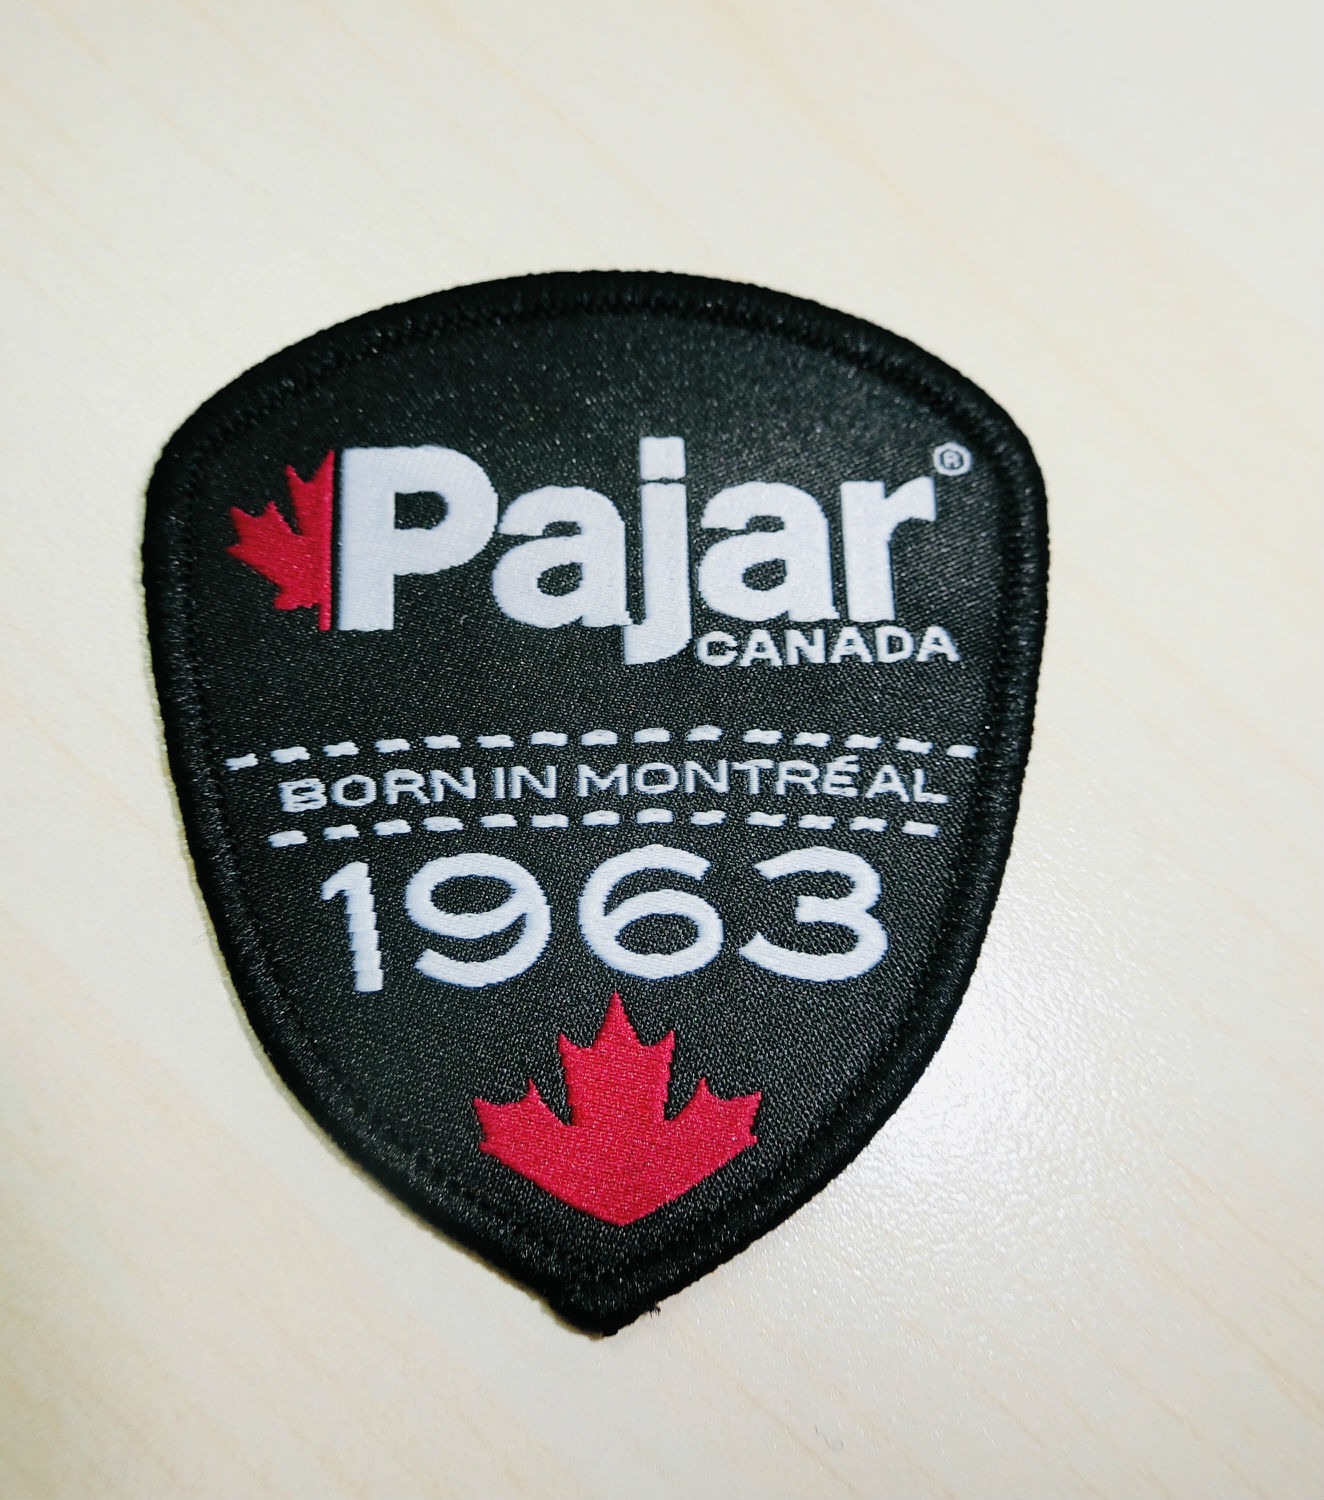 Pajar®
CANADA
BORN IN MONTRÉAL
1963